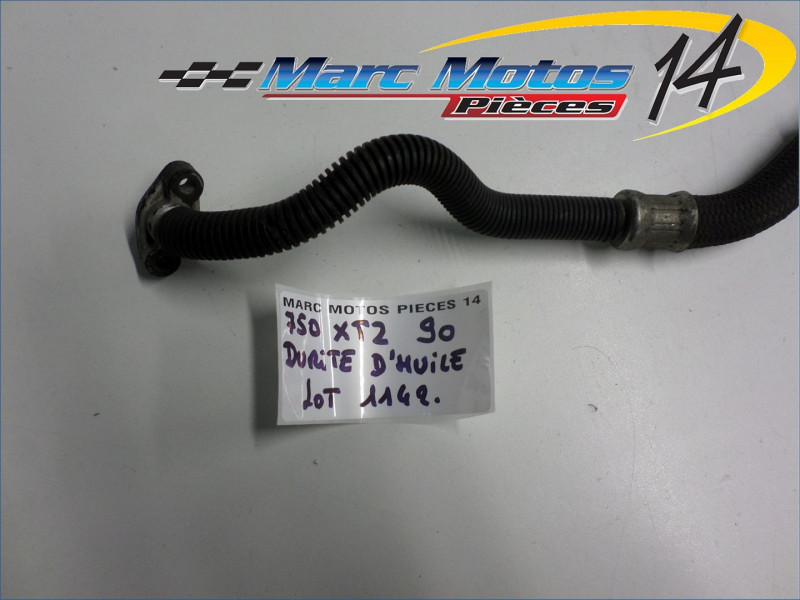 Marc Motos 14
Pièces
MARC MOTOS PIECES 14
750 XTZ 90
DURITE D'HUILE
LOT 1142.